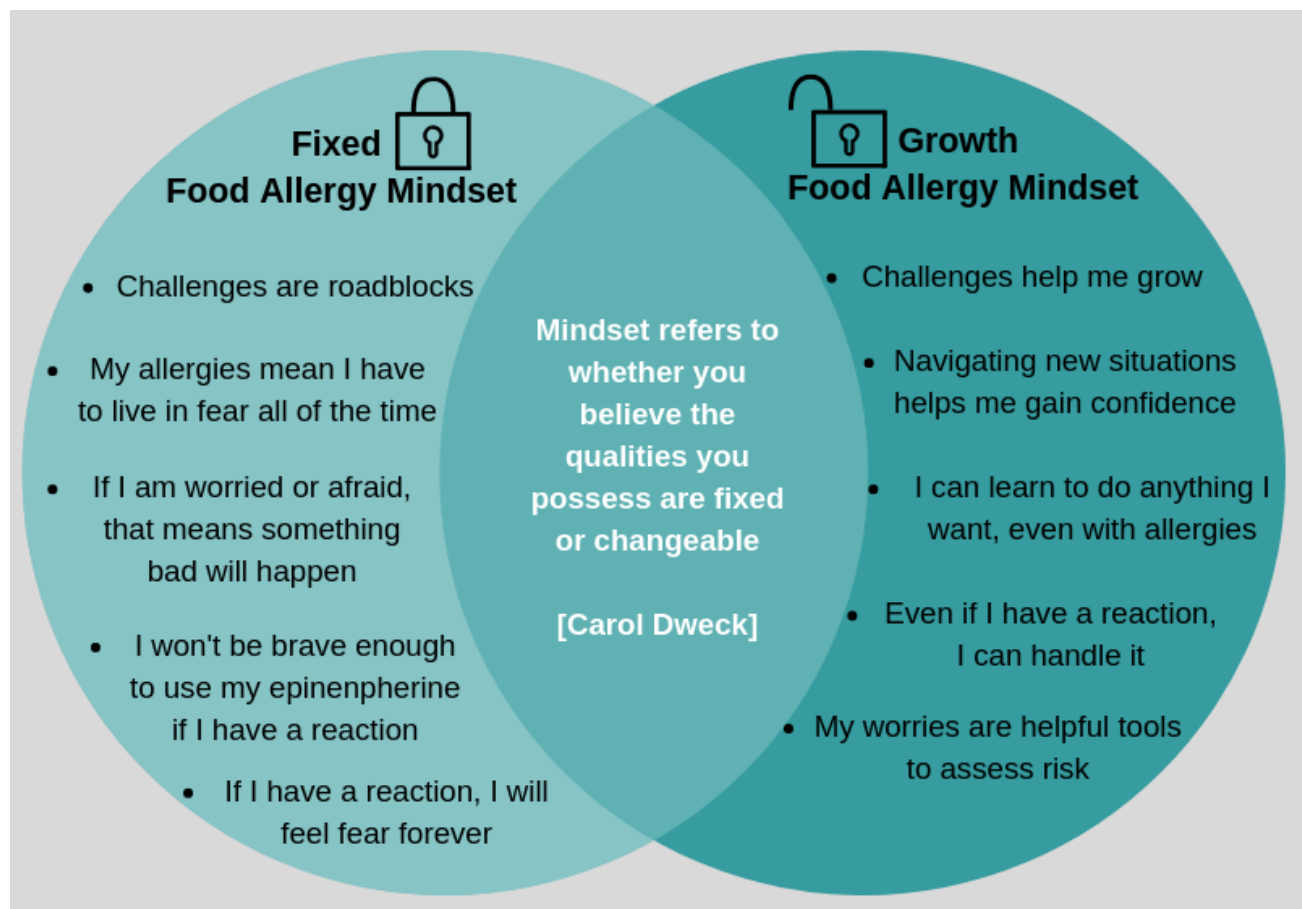 Fixed
Food Allergy Mindset
• Challenges are roadblocks
• My allergies mean I have
to live in fear all of the time
• If I am worried or afraid,
that means something
bad will happen
• I won't be brave enough
to use my epinenpherine
if I have a reaction
• If I have a reaction, I will
feel fear forever
Mindset refers to
whether you
believe the
qualities you
possess are fixed
or changeable
[Carol Dweck]
Growth
Food Allergy Mindset
• Challenges help me grow
• Navigating new situations
helps me gain confidence
• I can learn to do anything I
want, even with allergies
• Even if I have a reaction,
I can handle it
• My worries are helpful tools
to assess risk